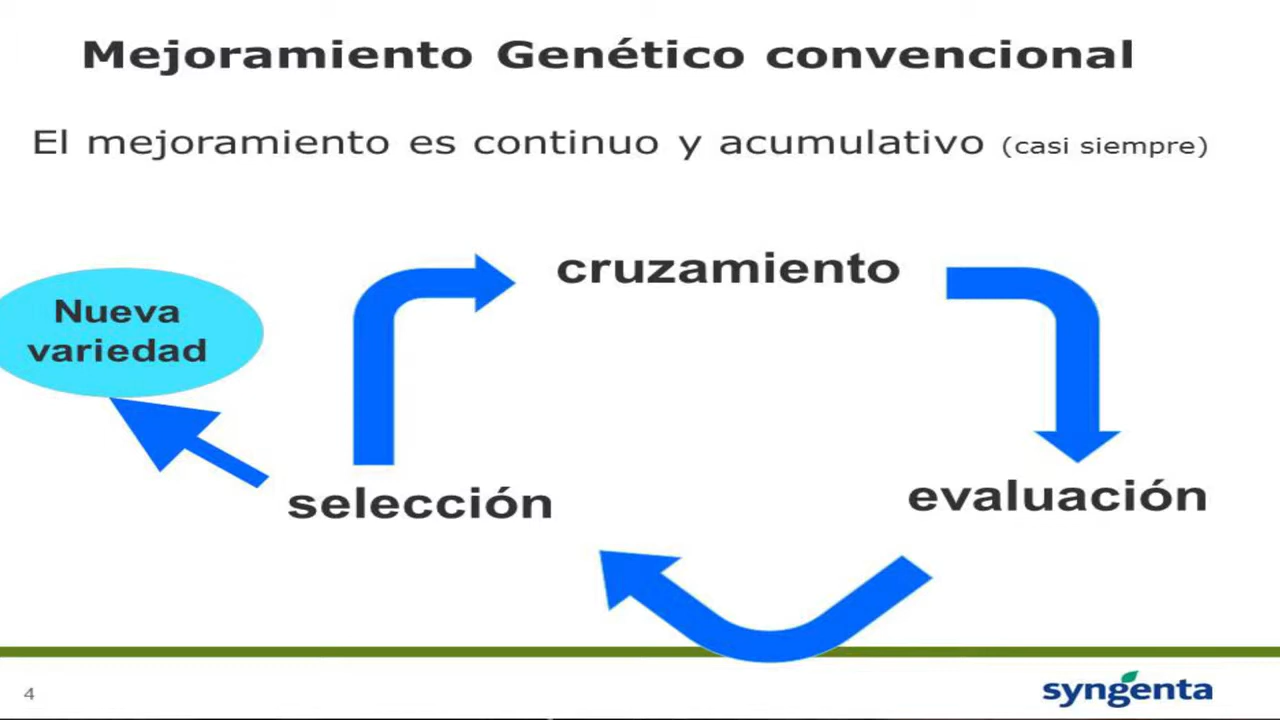 Mejoramiento Genético convencional
El mejoramiento es continuo y acumulativo (casi siempre)
cruzamiento
Nueva
variedad
selección
evaluación
4
syngenta